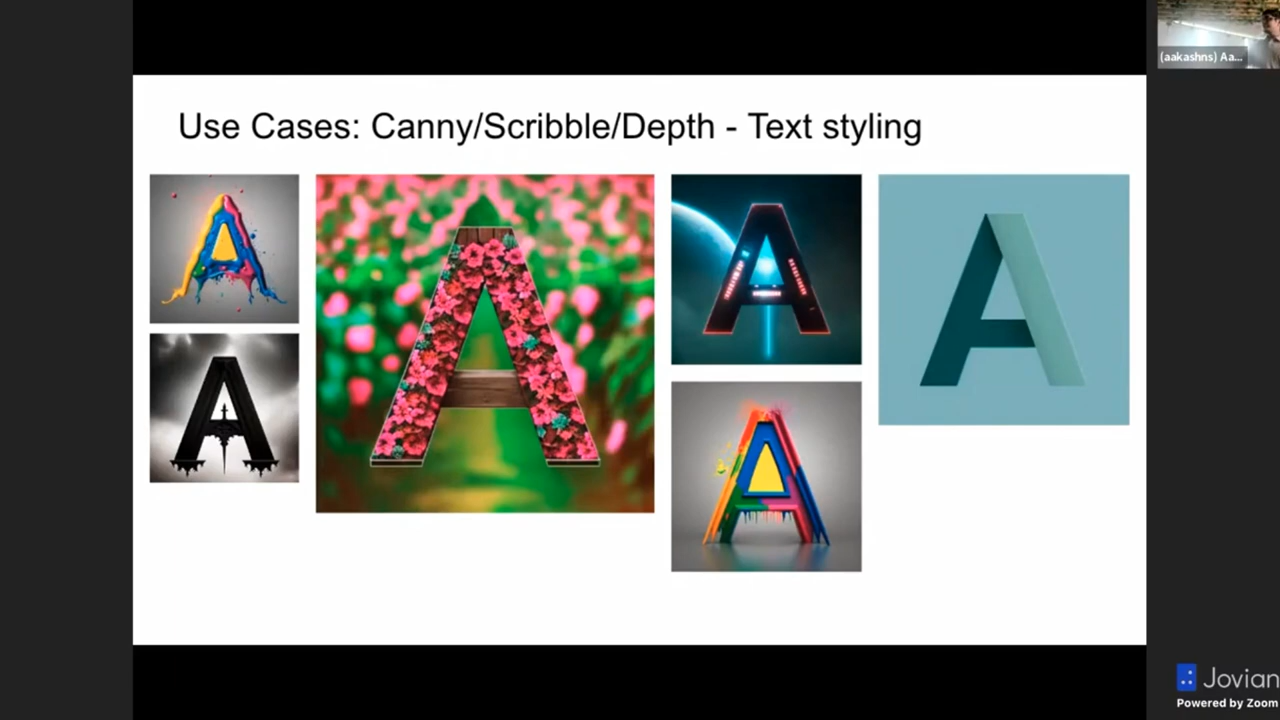 Use Cases: Canny/Scribble/Depth - Text styling
A
A
A
A
A
A
(aakashns) Aa...
Jovian
Powered by Zoom